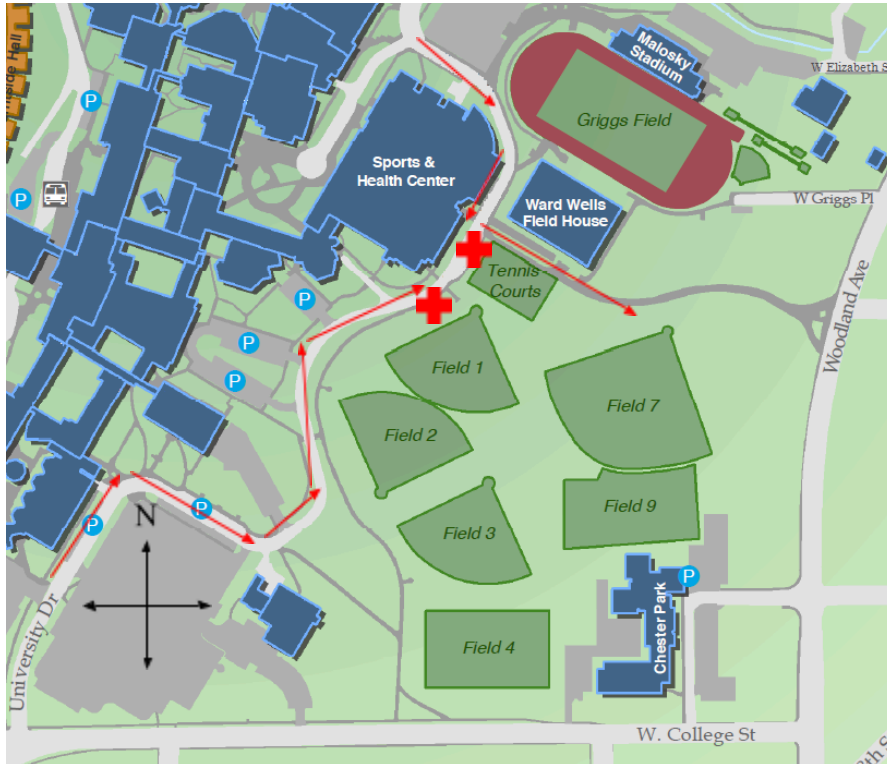 Malosky
Stadium
W Elizabeth S
Griggs Field
Sports &
Health Center
Ward Wells
Field House
W Griggs Pl
Woodland Ave
Tennis
Courts
Field 1
Field 7
Field 2
Field 9
Field 3
Field 4
Chester Park
University Dr
W. College St
N
P
P
P
P
P
P
P
P